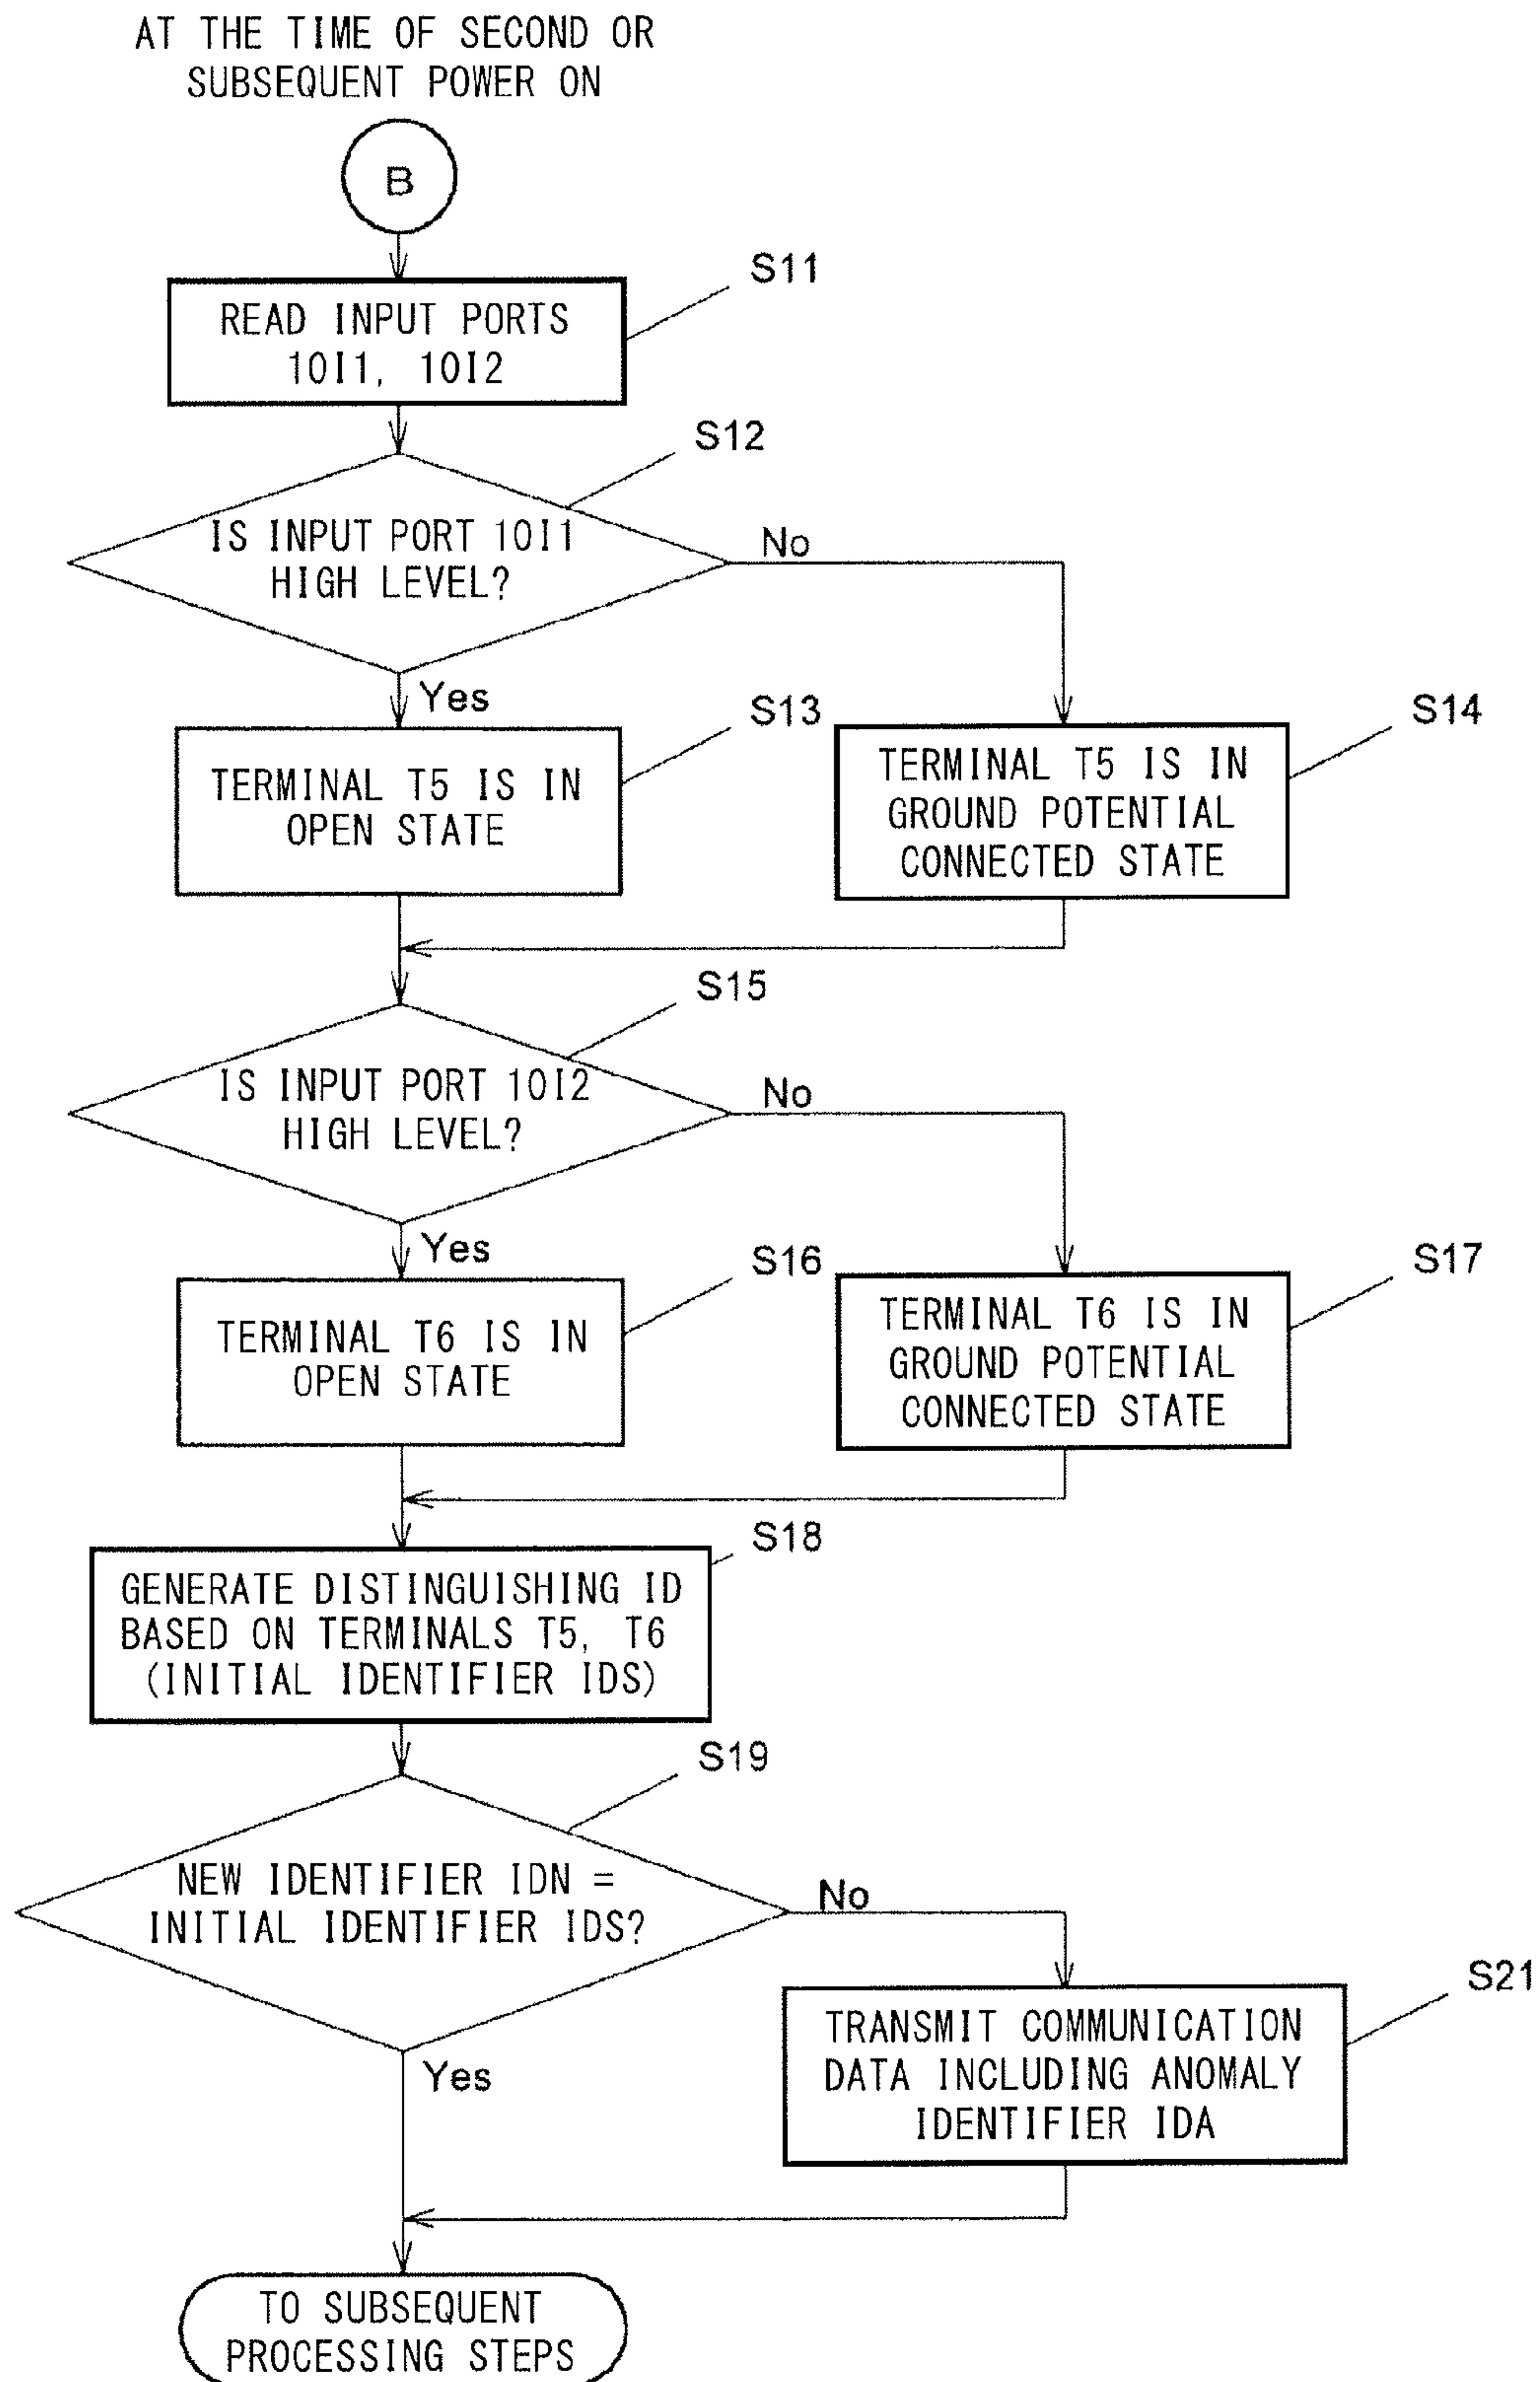 AT THE TIME OF SECOND OR
SUBSEQUENT POWER ON
B
S11
READ INPUT PORTS
10I1, 10I2
S12
IS INPUT PORT 10I1
HIGH LEVEL?
No
Yes
S13
TERMINAL T5 IS IN
OPEN STATE
S14
TERMINAL T5 IS IN
GROUND POTENTIAL
CONNECTED STATE
S15
IS INPUT PORT 10I2
HIGH LEVEL?
No
Yes
S16
TERMINAL T6 IS IN
OPEN STATE
S17
TERMINAL T6 IS IN
GROUND POTENTIAL
CONNECTED STATE
S18
GENERATE DISTINGUISHING ID
BASED ON TERMINALS T5, T6
(INITIAL IDENTIFIER IDS)
S19
NEW IDENTIFIER IDN =
INITIAL IDENTIFIER IDS?
No
Yes
S21
TRANSMIT COMMUNICATION
DATA INCLUDING ANOMALY
IDENTIFIER IDA
TO SUBSEQUENT
PROCESSING STEPS